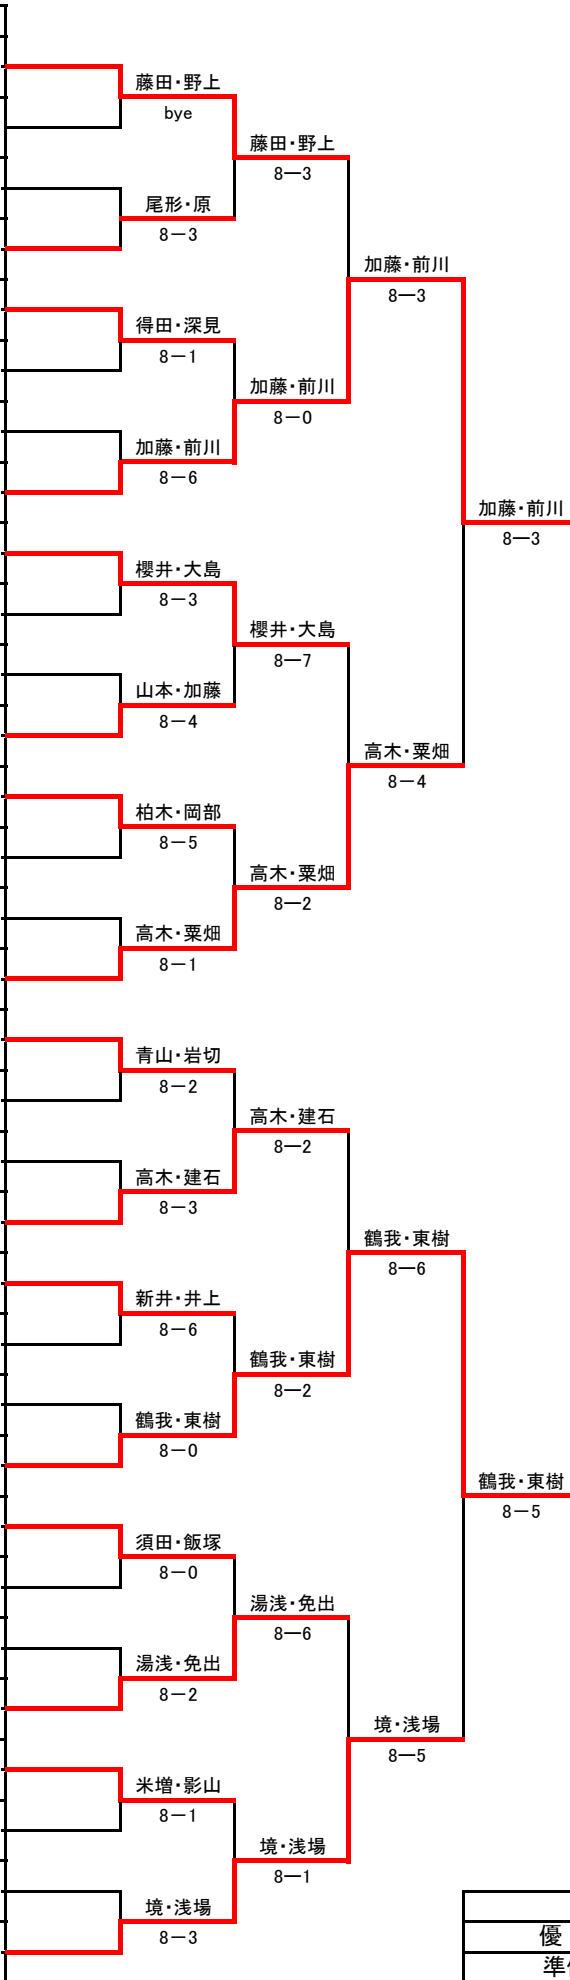 藤田・野上
bye
藤田・野上
8－3
尾形・原
8－3
加藤・前川
8－3
得田・深見
8－1
加藤・前川
8－0
加藤・前川
8－6
加藤・前川
8－3
櫻井・大島
8－3
櫻井・大島
8－7
山本・加藤
8－4
高木・粟畑
8－4
柏木・岡部
8－5
高木・粟畑
8－2
高木・粟畑
8－1
青山・岩切
8－2
高木・建石
8－2
高木・建石
8－3
鶴我・東樹
8－6
新井・井上
8－6
鶴我・東樹
8－2
鶴我・東樹
8－0
鶴我・東樹
8－5
須田・飯塚
8－0
湯浅・免出
8－6
湯浅・免出
8－2
境・浅場
8－5
米増・影山
8－1
境・浅場
8－1
境・浅場
8－3
優
準